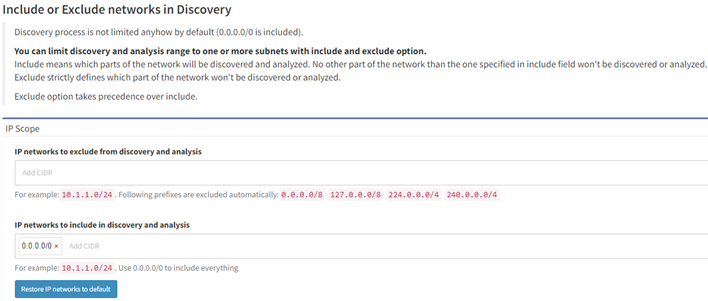 Include or Exclude networks in Discovery
Discovery process is not limited anyhow by default (0.0.0.0/0 is included).
You can limit discovery and analysis range to one or more subnets with include and exclude option.
Include means which parts of the network will be discovered and analyzed. No other part of the network than the one specified in include field won't be discovered or analyzed.
Exclude strictly defines which part of the network won't be discovered or analyzed.
Exclude option takes precedence over include.
IP Scope
IP networks to exclude from discovery and analysis
Add CIDR
For example: 10.1.1.0/24 . Following prefixes are excluded automatically: 0.0.0.0/8 127.0.0.0/8 224.0.0.0/4 240.0.0.0/4
IP networks to include in discovery and analysis
0.0.0.0/0 × Add CIDR
For example: 10.1.1.0/24 . Use 0.0.0.0/0 to include everything
Restore IP networks to default